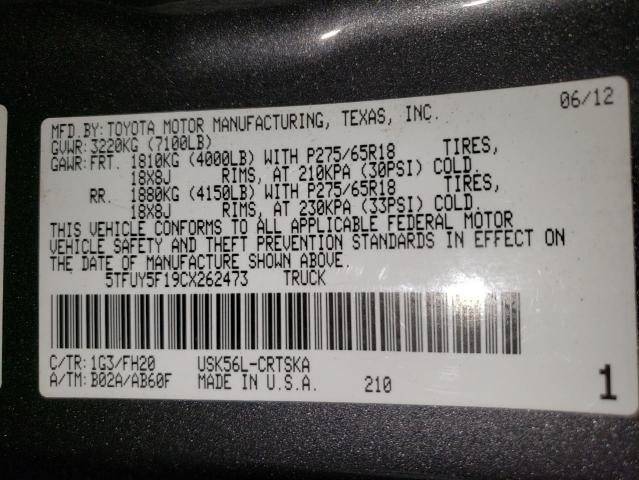 06/12
MFD.BY:TOYOTA MOTOR MANUFACTURING, TEXAS, INC.
GVWR:3220KG (7100LB)
GAWR:FRT. 1810KG (4000LB) WITH P275/65R18 TIRES,
18X8J RIMS, AT 210KPA (30PSI) COLD.
RR. 1880KG (4150LB) WITH P275/65R18 TIRES,
18X8J RIMS, AT 230KPA (33PSI) COLD.
THIS VEHICLE CONFORMS TO ALL APPLICABLE FEDERAL MOTOR
VEHICLE SAFETY AND THEFT PREVENTION STANDARDS IN EFFECT ON
THE DATE OF MANUFACTURE SHOWN ABOVE.
5TFUY5F19CX262473 TRUCK
C/TR:1G3/FH20 USK56L-CRTSKA
A/TM:B02A/AB60F MADE IN U.S.A. 210
1